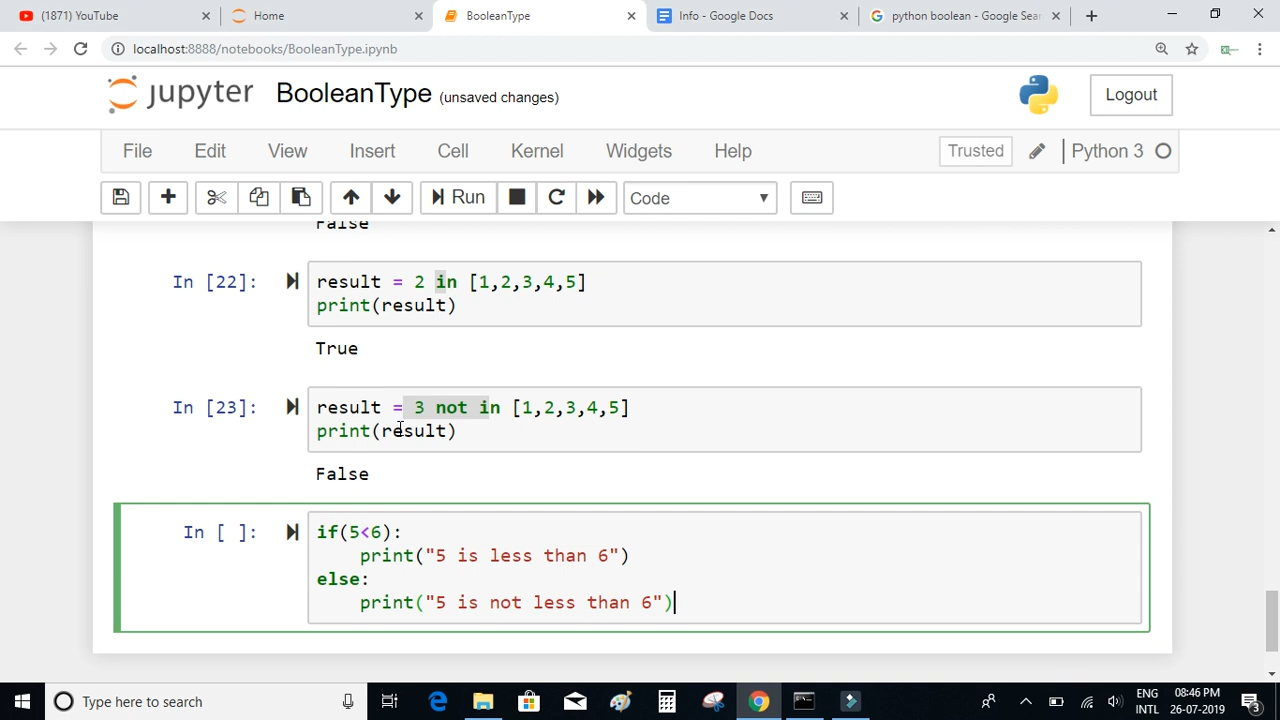 (1871) YouTube
Home
BooleanType
Info - Google Docs
python boolean - Google Sear
localhost:8888/notebooks/BooleanType.ipynb
jupyter BooleanType (unsaved changes)
Logout
File Edit View Insert Cell Kernel Widgets Help
Trusted
Python 3
Run
Code
False
In [22]:
result = 2 in [1,2,3,4,5]
print(result)
True
In [23]:
result = 3 not in [1,2,3,4,5]
print(result)
False
In [ ]:
if(5<6):
    print("5 is less than 6")
else:
    print("5 is not less than 6")
Type here to search
ENG
INTL
08:46 PM
26-07-2019
3